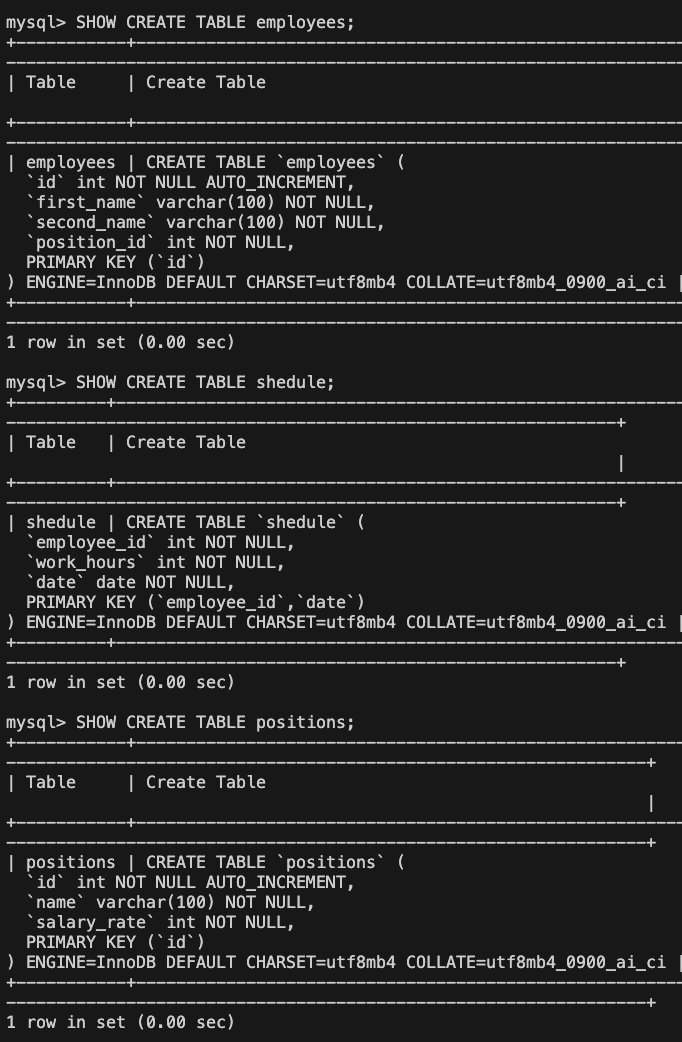 mysql> SHOW CREATE TABLE employees;
+-----------+--------------------------------------------------------
--------------------------------------------------------------------
| Table     | Create Table
+-----------+--------------------------------------------------------
--------------------------------------------------------------------
| employees | CREATE TABLE `employees` (
  `id` int NOT NULL AUTO_INCREMENT,
  `first_name` varchar(100) NOT NULL,
  `second_name` varchar(100) NOT NULL,
  `position_id` int NOT NULL,
  PRIMARY KEY (`id`)
) ENGINE=InnoDB DEFAULT CHARSET=utf8mb4 COLLATE=utf8mb4_0900_ai_ci |
+-----------+--------------------------------------------------------
--------------------------------------------------------------------
1 row in set (0.00 sec)
mysql> SHOW CREATE TABLE shedule;
+---------+----------------------------------------------------------
-------------------------------------------------------------+
| Table   | Create Table
                                                             |
+---------+----------------------------------------------------------
-------------------------------------------------------------+
| shedule | CREATE TABLE `shedule` (
  `employee_id` int NOT NULL,
  `work_hours` int NOT NULL,
  `date` date NOT NULL,
  PRIMARY KEY (`employee_id`,`date`)
) ENGINE=InnoDB DEFAULT CHARSET=utf8mb4 COLLATE=utf8mb4_0900_ai_ci |
+---------+----------------------------------------------------------
-------------------------------------------------------------+
1 row in set (0.00 sec)
mysql> SHOW CREATE TABLE positions;
+-----------+--------------------------------------------------------
----------------------------------------------------------------+
| Table     | Create Table
                                                                |
+-----------+--------------------------------------------------------
----------------------------------------------------------------+
| positions | CREATE TABLE `positions` (
  `id` int NOT NULL AUTO_INCREMENT,
  `name` varchar(100) NOT NULL,
  `salary_rate` int NOT NULL,
  PRIMARY KEY (`id`)
) ENGINE=InnoDB DEFAULT CHARSET=utf8mb4 COLLATE=utf8mb4_0900_ai_ci |
+-----------+--------------------------------------------------------
----------------------------------------------------------------+
1 row in set (0.00 sec)